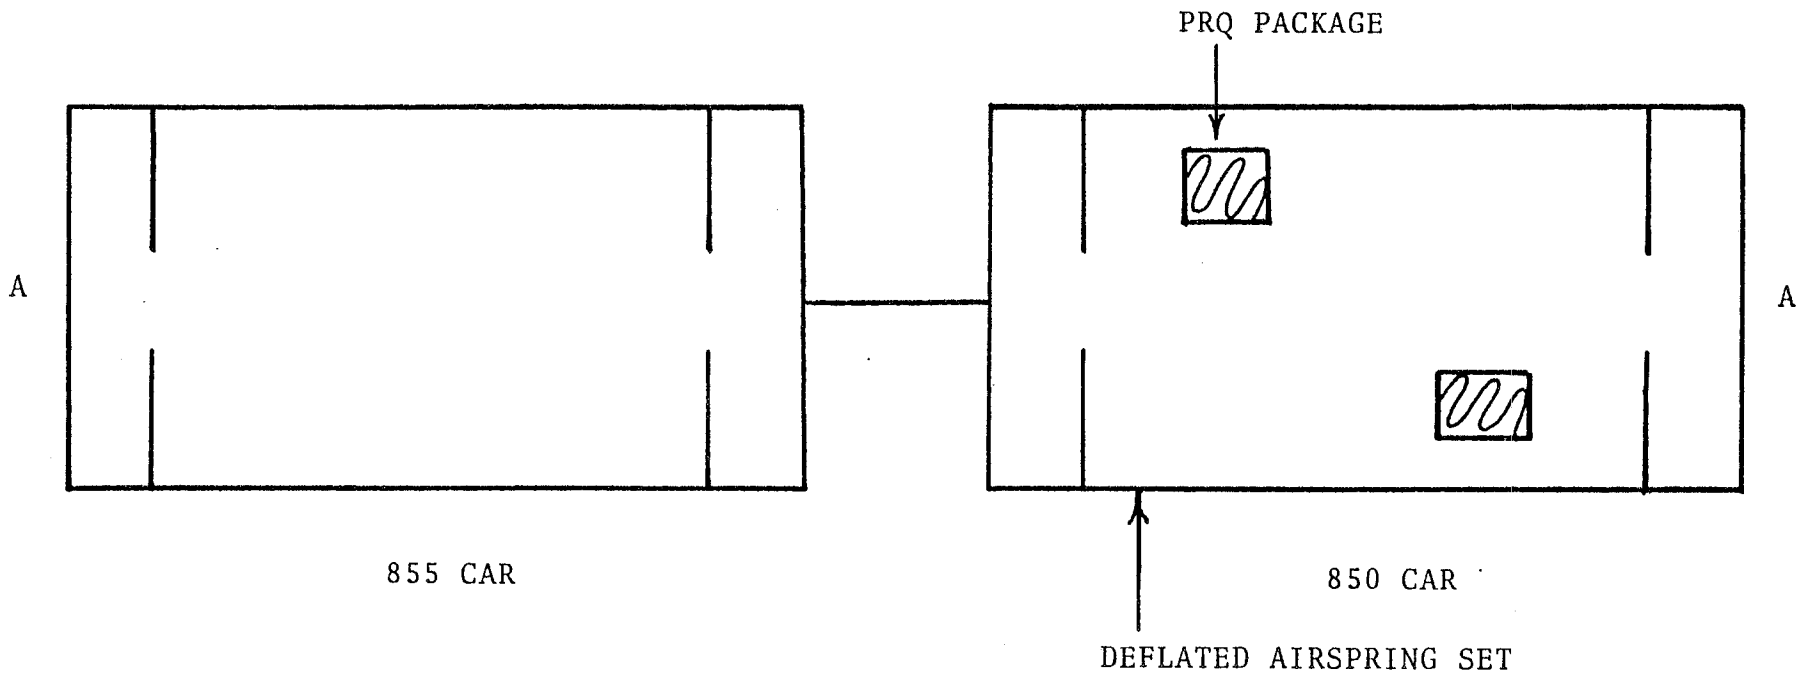 PRQ PACKAGE
A
A
855 CAR
850 CAR
DEFLATED AIRSPRING SET